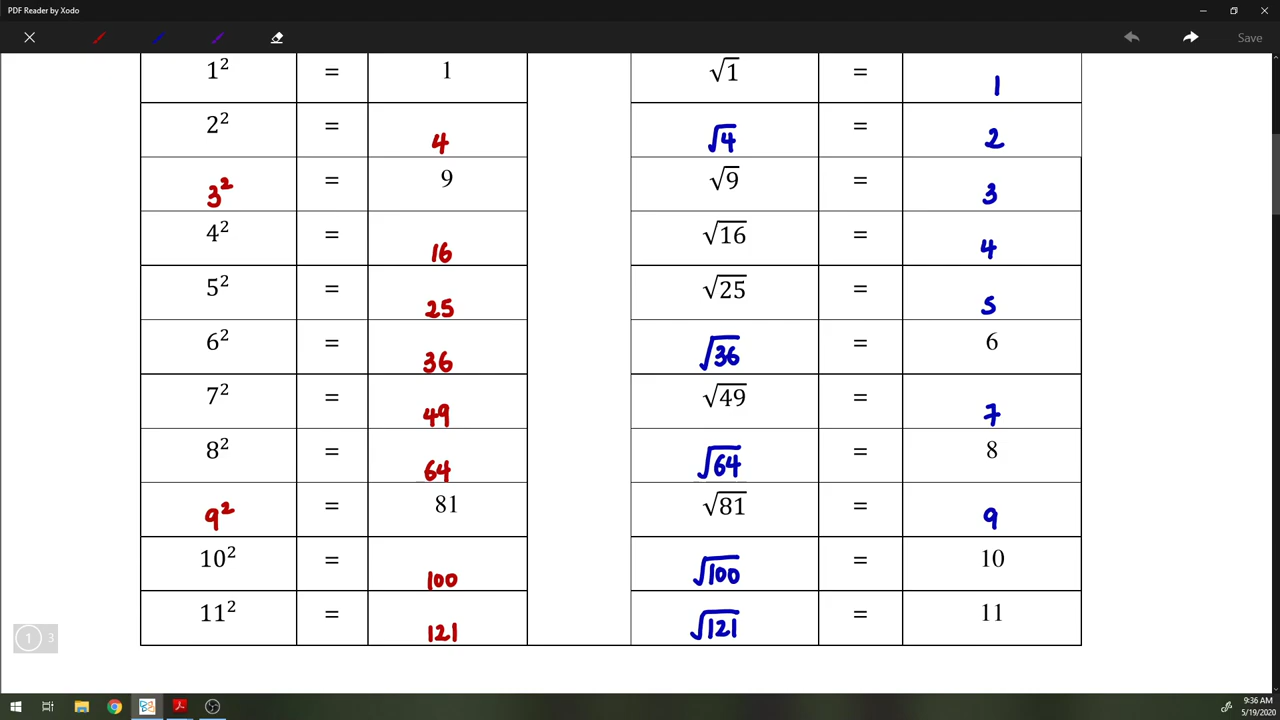 PDF Reader by Xodo
Save
1² = 1 √1 = 1
2² = 4 √4 = 2
3² = 9 √9 = 3
4² = 16 √16 = 4
5² = 25 √25 = 5
6² = 36 √36 = 6
7² = 49 √49 = 7
8² = 64 √64 = 8
9² = 81 √81 = 9
10² = 100 √100 = 10
11² = 121 √121 = 11
1 3
9:36 AM
5/19/2020